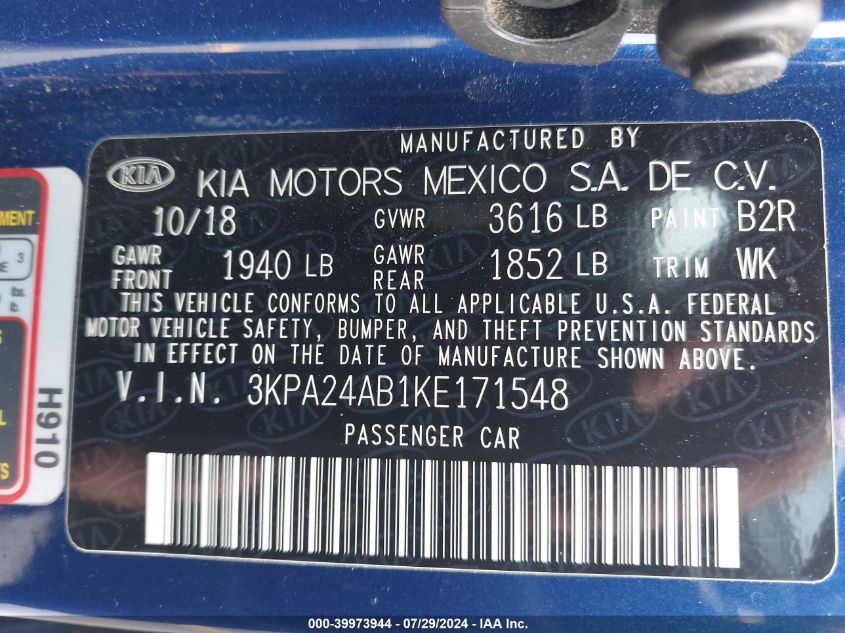 MANUFACTURED BY
KIA KIA MOTORS MEXICO S.A. DE C.V.
10/18 GVWR 3616 LB PAINT B2R
GAWR FRONT 1940 LB GAWR REAR 1852 LB TRIM WK
THIS VEHICLE CONFORMS TO ALL APPLICABLE U.S.A. FEDERAL
MOTOR VEHICLE SAFETY, BUMPER, AND THEFT PREVENTION STANDARDS
IN EFFECT ON THE DATE OF MANUFACTURE SHOWN ABOVE.
V.I.N. 3KPA24AB1KE171548
PASSENGER CAR
H910
3
lbs.
000-39973944 / 07/29/2024 - IAA Inc.